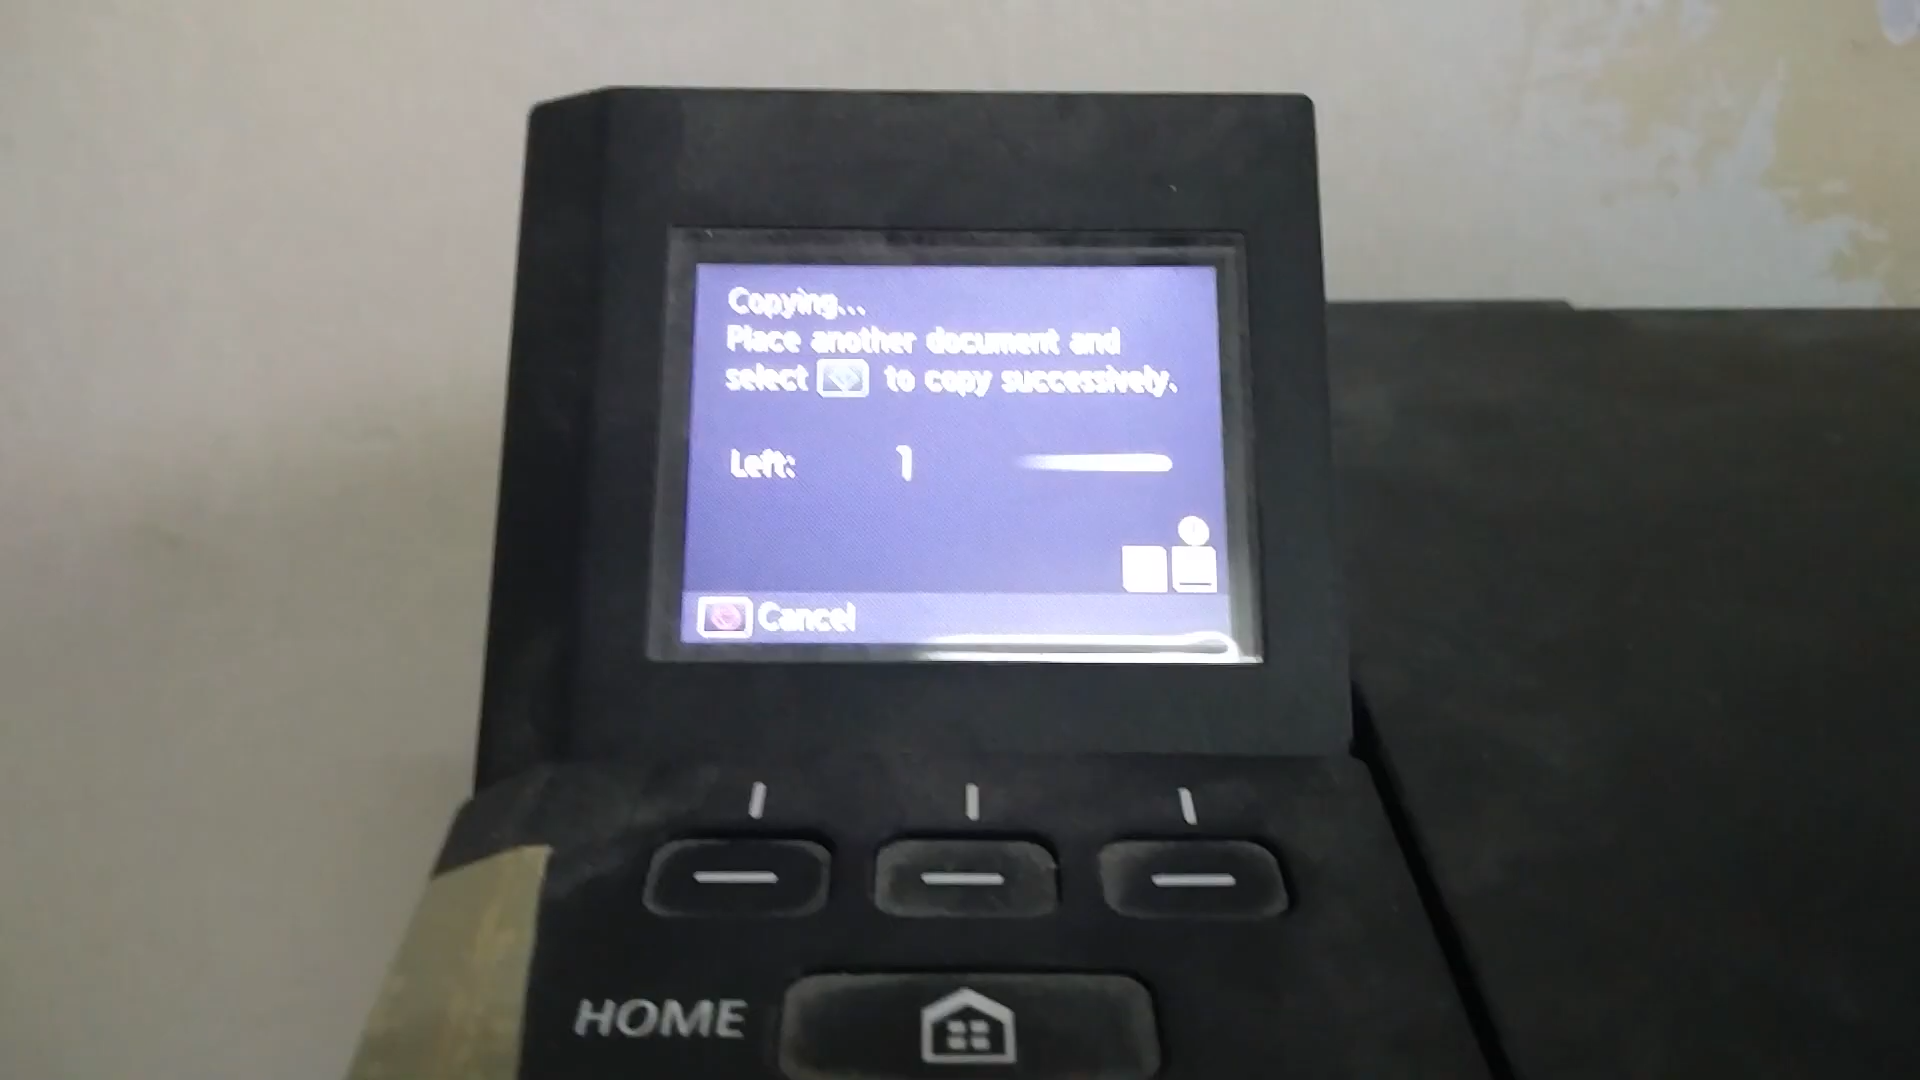 Copying...
Place another document and
select to copy successively.
Left: 1
Cancel
HOME